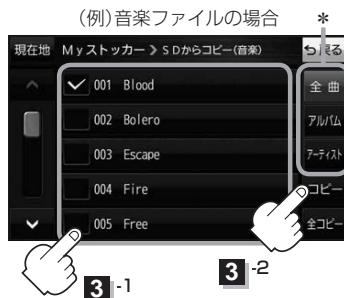 (例)音楽ファイルの場合 *
現在地 Myストッカー > SDからコピー(音楽) 戻る
001 Blood 全曲
002 Bolero アルバム
003 Escape アーティスト
004 Fire コピー
005 Free 全コピー
3 -1
3 -2